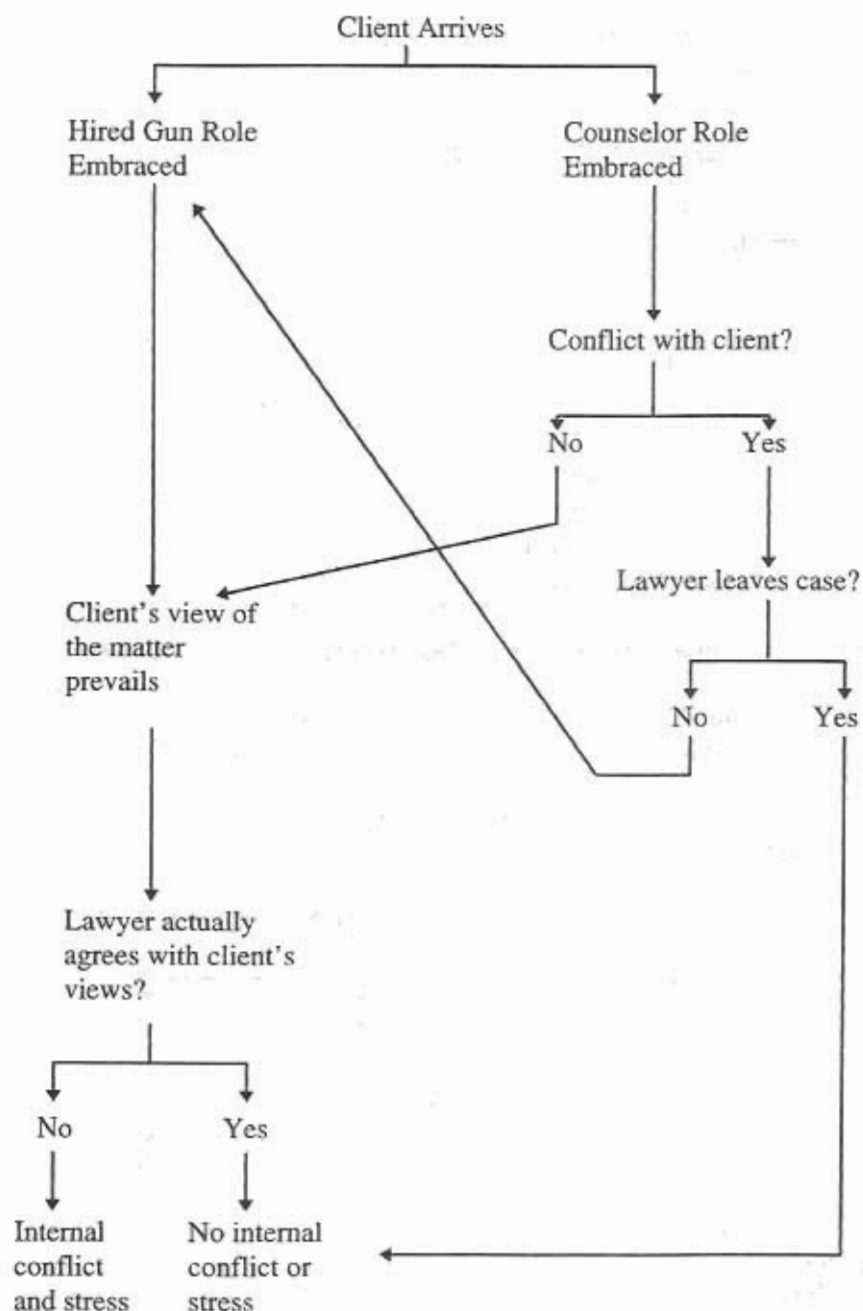 Client Arrives
Hired Gun Role
Embraced
Counselor Role
Embraced
Conflict with client?
No
Yes
Lawyer leaves case?
Client's view of
the matter
prevails
No
Yes
Lawyer actually
agrees with client's
views?
No
Yes
Internal
conflict
and stress
No internal
conflict or
stress